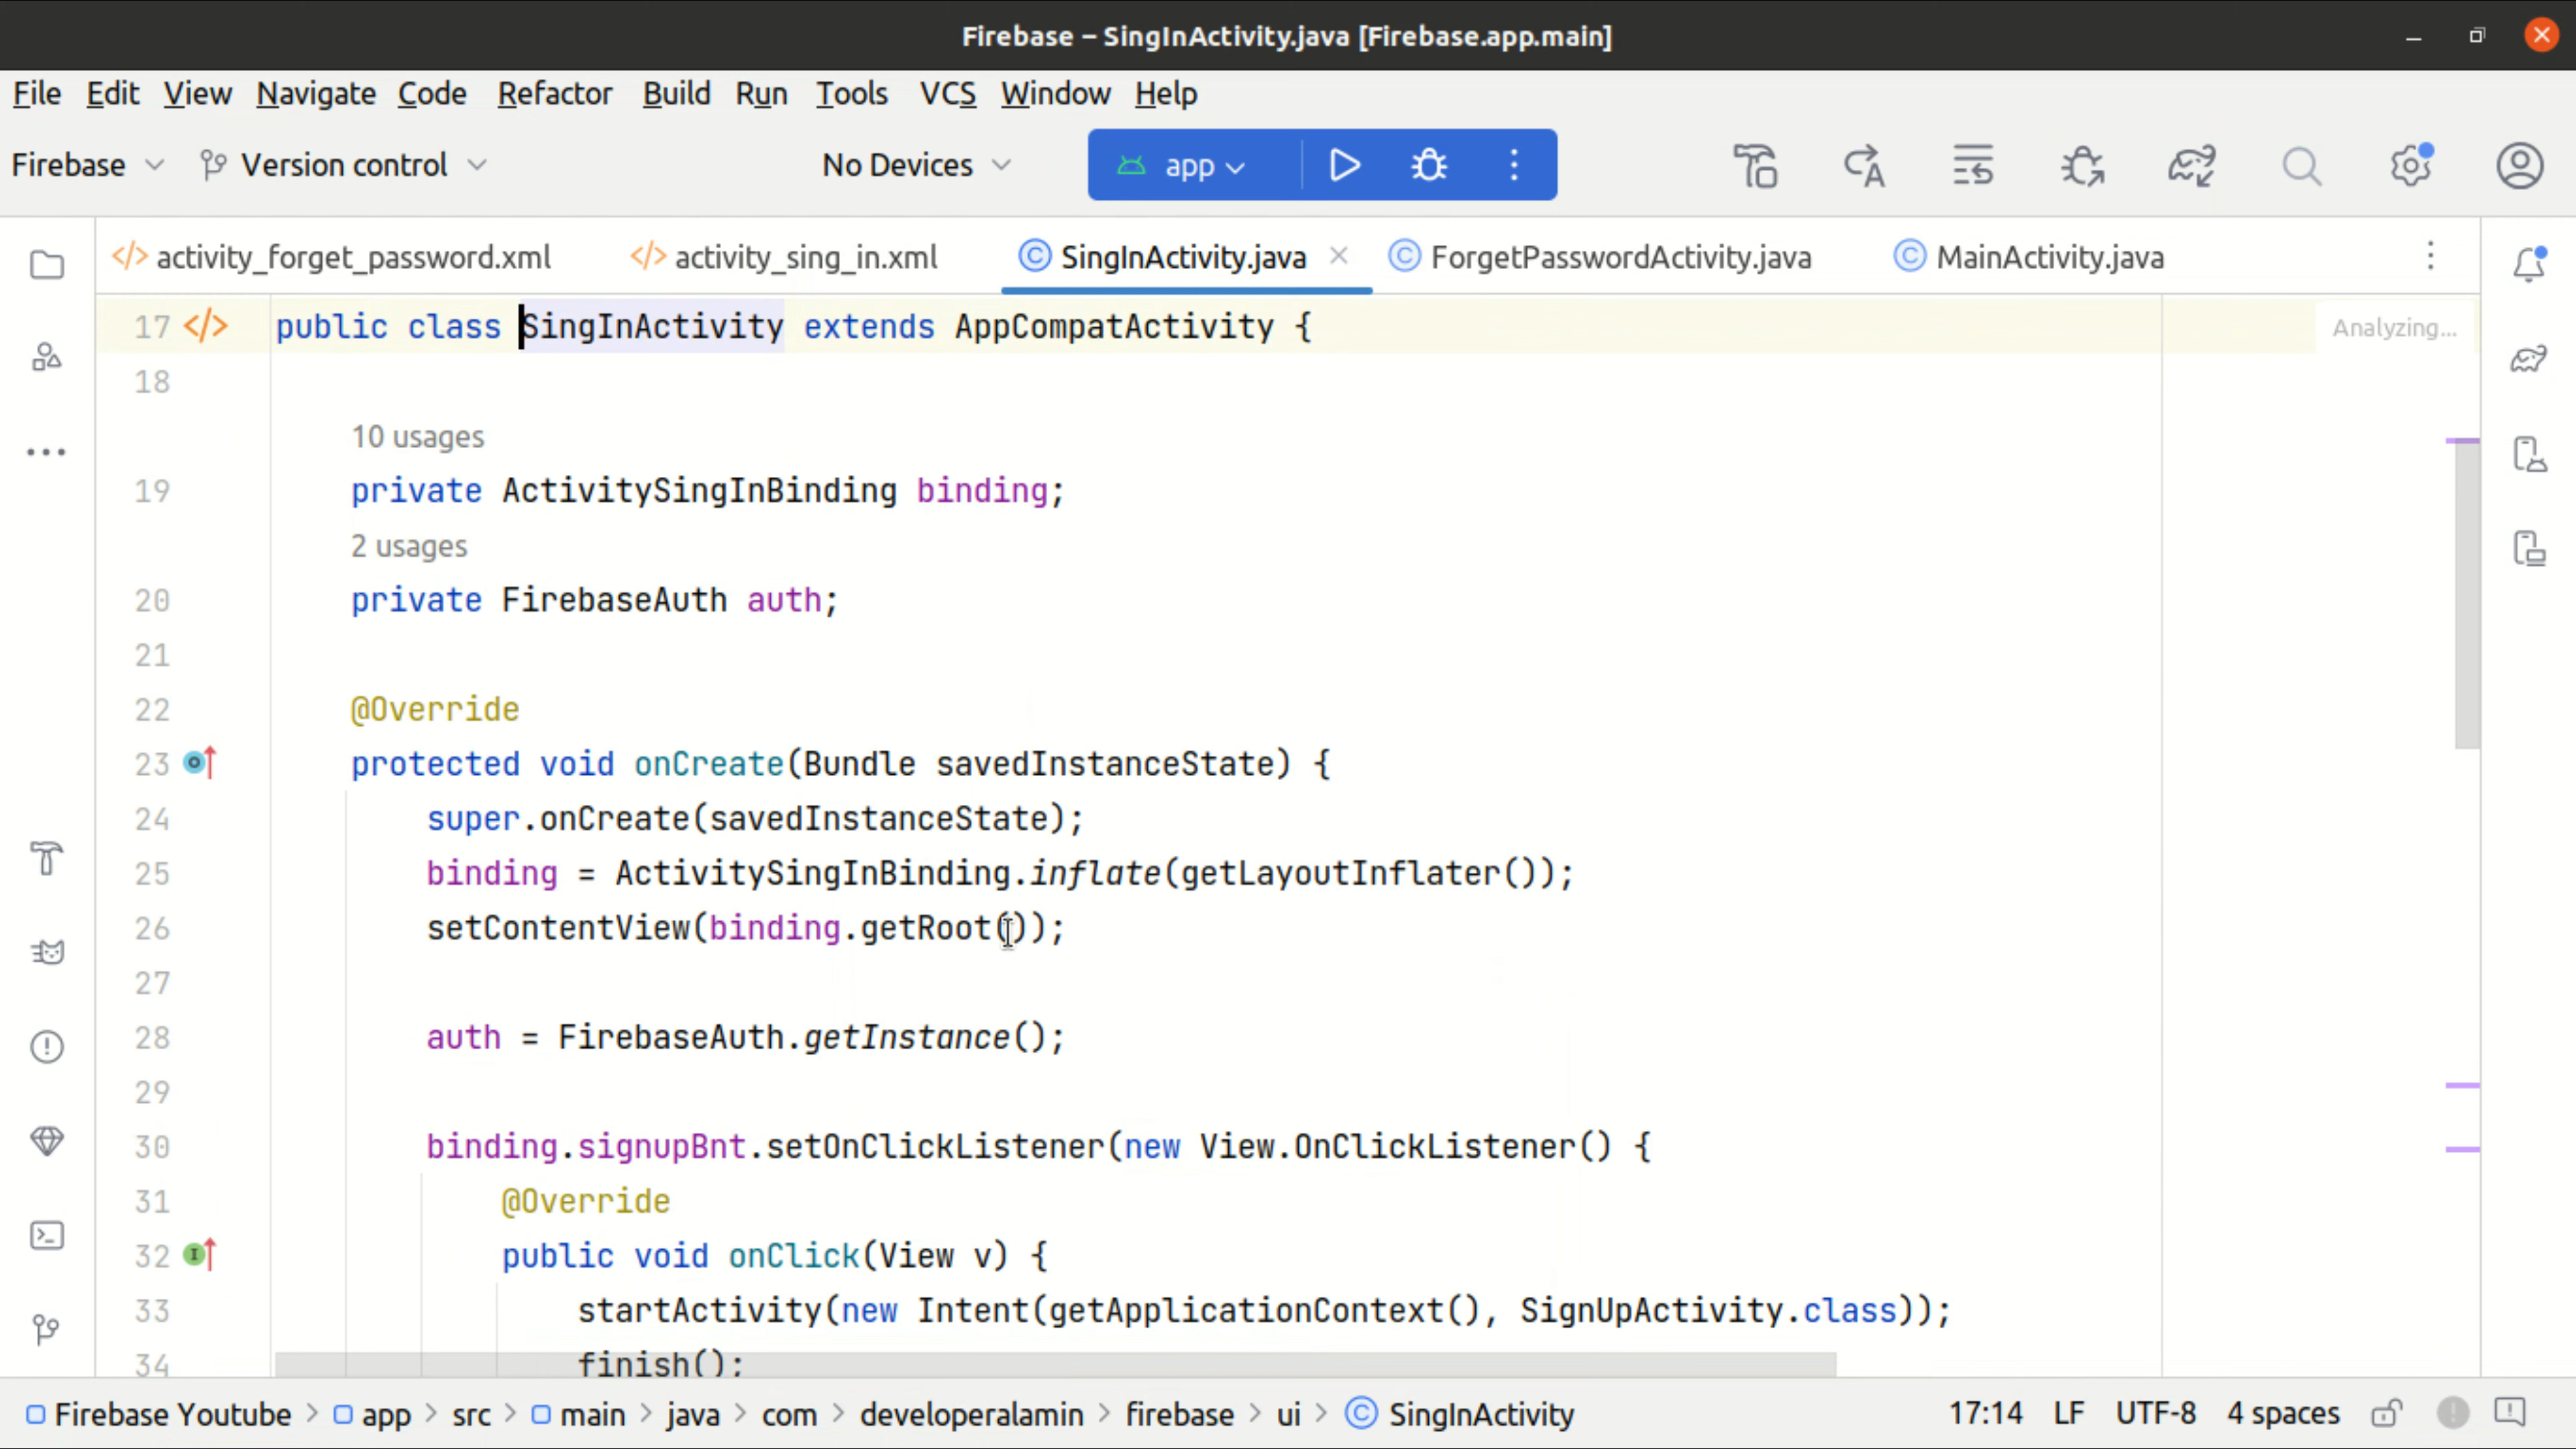 Firebase – SingInActivity.java [Firebase.app.main]
File Edit View Navigate Code Refactor Build Run Tools VCS Window Help
Firebase Version control No Devices app
activity_forget_password.xml activity_sing_in.xml SingInActivity.java ForgetPasswordActivity.java MainActivity.java
17 public class SingInActivity extends AppCompatActivity { Analyzing...
18
10 usages
19 private ActivitySingInBinding binding;
2 usages
20 private FirebaseAuth auth;
21
22 @Override
23 protected void onCreate(Bundle savedInstanceState) {
24 super.onCreate(savedInstanceState);
25 binding = ActivitySingInBinding.inflate(getLayoutInflater());
26 setContentView(binding.getRoot());
27
28 auth = FirebaseAuth.getInstance();
29
30 binding.signupBnt.setOnClickListener(new View.OnClickListener() {
31 @Override
32 public void onClick(View v) {
33 startActivity(new Intent(getApplicationContext(), SignUpActivity.class));
34 finish();
Firebase Youtube > app > src > main > java > com > developeralamin > firebase > ui > SingInActivity 17:14 LF UTF-8 4 spaces